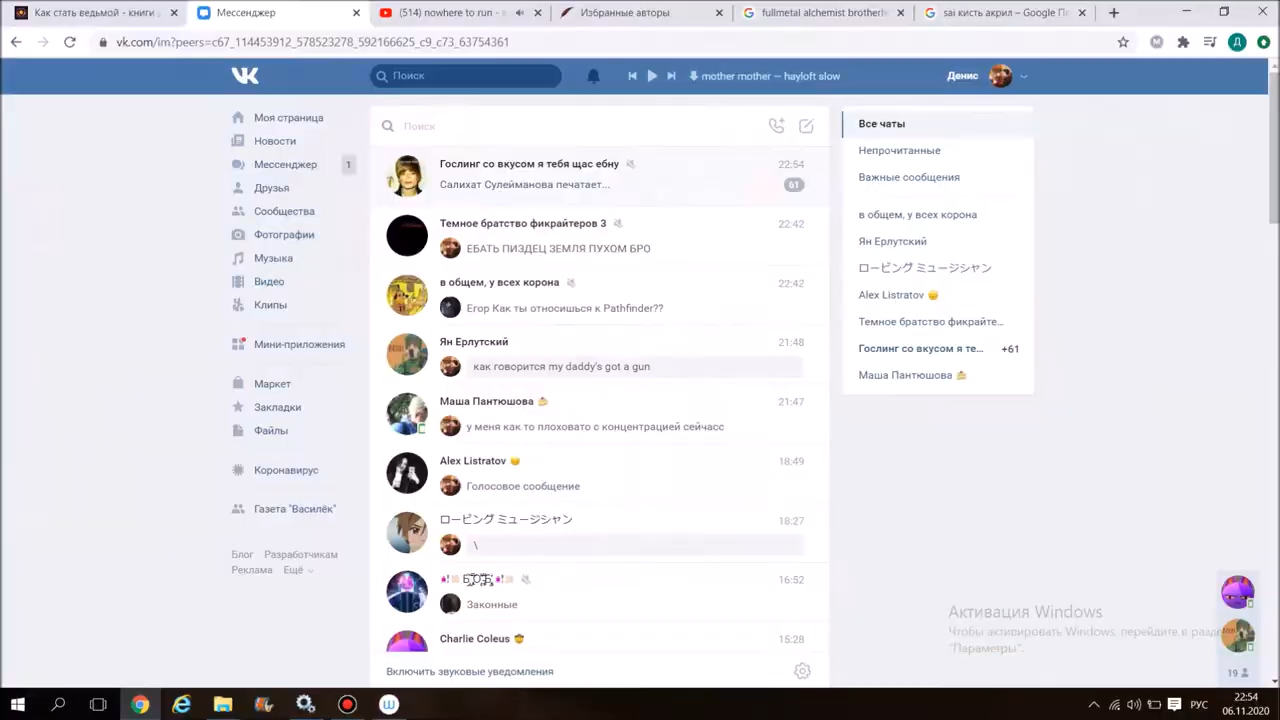 Как стать ведьмой - книги д
Мессенджер
(514) nowhere to run - в
Избранные авторы
fullmetal alchemist brotherh
sai кисть акрил – Google По
vk.com/im?peers=c67_114453912_578523278_592166625_c9_c73_63754361
M
Д
Поиск
mother mother – hayloft slow
Денис
Моя страница
Новости
Мессенджер 1
Друзья
Сообщества
Фотографии
Музыка
Видео
Клипы
Мини-приложения
Маркет
Закладки
Файлы
Коронавирус
Газета "Василёк"
Блог Разработчикам
Реклама Ещё
Поиск
Гослинг со вкусом я тебя щас ебну 22:54
Салихат Сулейманова печатает... 61
Темное братство фикрайтеров 3 22:42
ЕБАТЬ ПИЗДЕЦ ЗЕМЛЯ ПУХОМ БРО
в общем, у всех корона 22:42
Егор Как ты относишься к Pathfinder??
Ян Ерлутский 21:48
как говорится my daddy's got a gun
Маша Пантюшова 21:47
у меня как то плоховато с концентрацией сейчасс
Alex Listratov 18:49
Голосовое сообщение
ロービング ミュージシャン 18:27
\
Б О Б 16:52
Законные
Charlie Coleus 15:28
Включить звуковые уведомления
Все чаты
Непрочитанные
Важные сообщения
в общем, у всех корона
Ян Ерлутский
ロービング ミュージシャン
Alex Listratov
Темное братство фикрайте...
Гослинг со вкусом я те... +61
Маша Пантюшова
Активация Windows
Чтобы активировать Windows, перейдите в разд
"Параметры".
19
РУС
22:54
06.11.2020